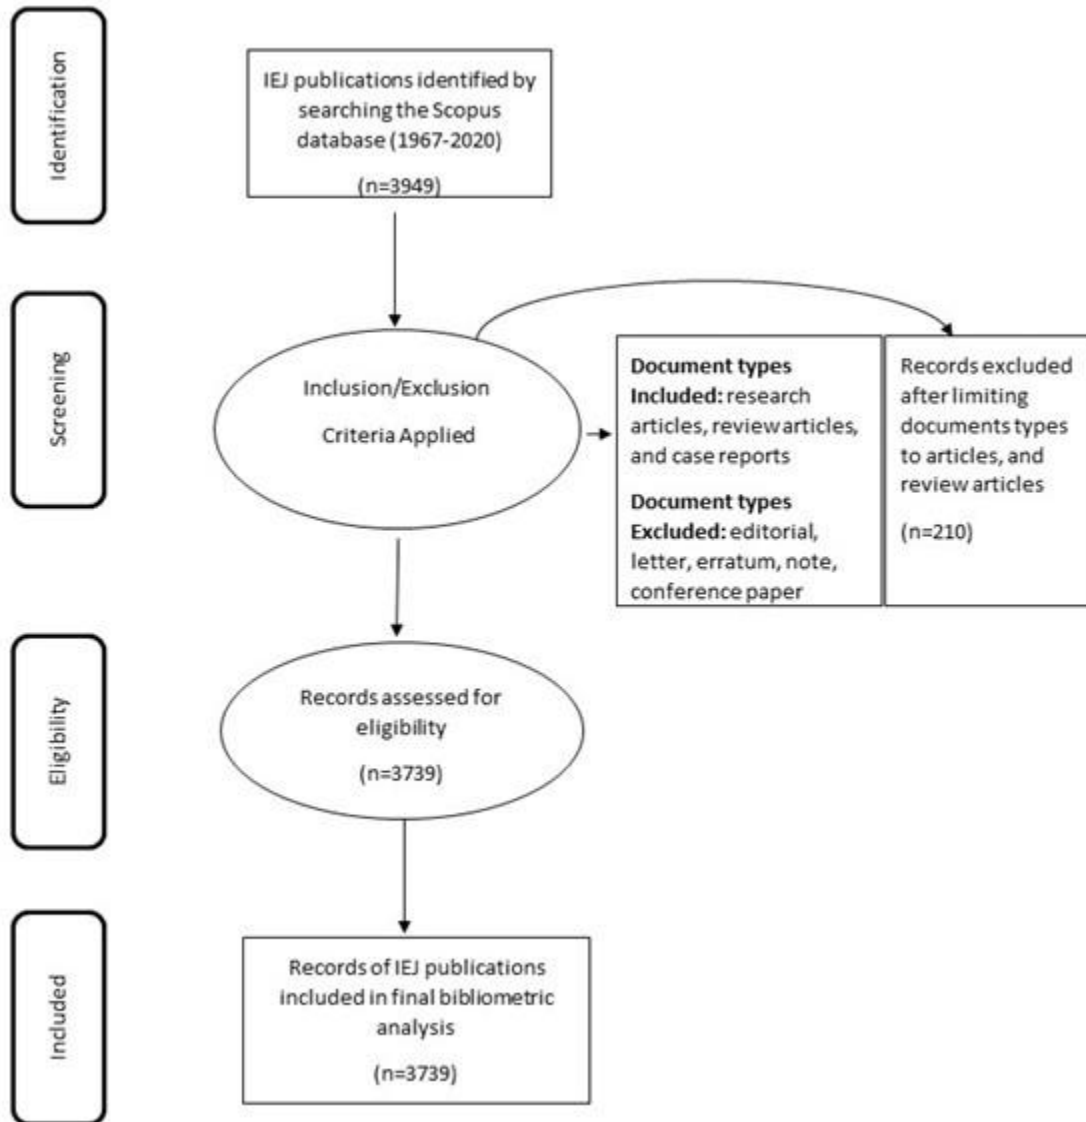 Identification
IEJ publications identified by
searching the Scopus
database (1967-2020)
(n=3949)
Screening
Inclusion/Exclusion
Criteria Applied
Document types
Included: research
articles, review articles,
and case reports
Document types
Excluded: editorial,
letter, erratum, note,
conference paper
Records excluded
after limiting
documents types
to articles, and
review articles
(n=210)
Eligibility
Records assessed for
eligibility
(n=3739)
Included
Records of IEJ publications
included in final bibliometric
analysis
(n=3739)